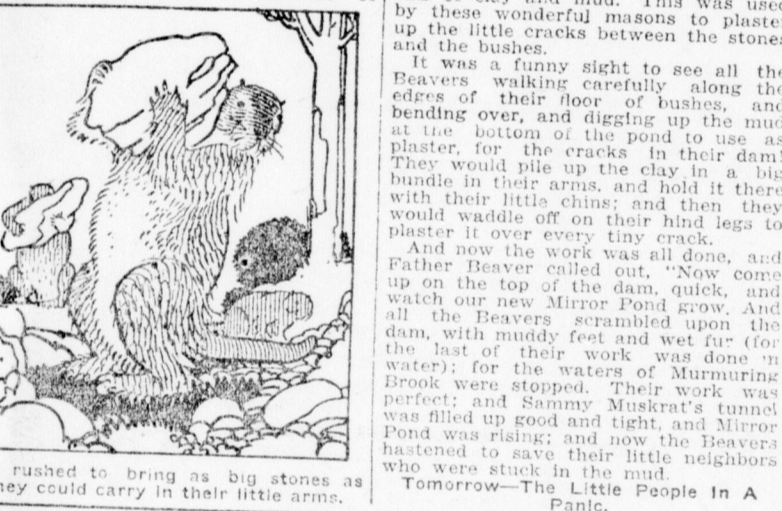 rushed to bring as big stones as
they could carry in their little arms.
of clay and mud. This was used
by these wonderful masons to plaster
up the little cracks between the stones
and the bushes.
It was a funny sight to see all the
Beavers walking carefully along the
edges of their floor of bushes, and
bending over, and digging up the mud
at the bottom of the pond to use as
plaster, for the cracks in their dam!
They would pile up the clay in a big
bundle in their arms, and hold it there
with their little chins; and then they
would waddle off on their hind legs to
plaster it over every tiny crack.
And now the work was all done, and
Father Beaver called out, "Now come
up on the top of the dam, quick, and
watch our new Mirror Pond grow. And
all the Beavers scrambled upon the
dam, with muddy feet and wet fur (for
the last of their work was done in
water); for the waters of Murmuring
Brook were stopped. Their work was
perfect; and Sammy Muskrat's tunnel
was filled up good and tight, and Mirror
Pond was rising; and now the Beavers
hastened to save their little neighbors
who were stuck in the mud.
Tomorrow—The Little People In A
Panic.